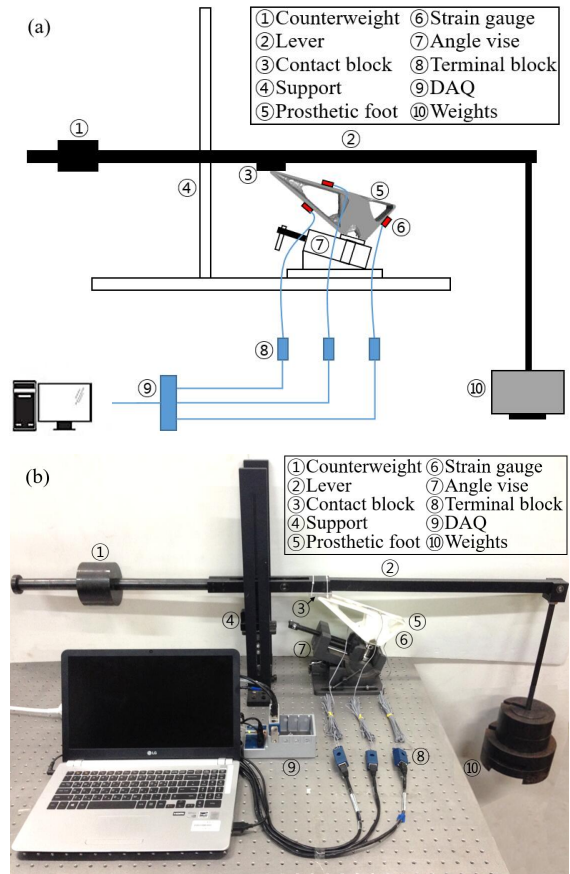 (a)
①Counterweight ⑥Strain gauge
②Lever ⑦Angle vise
③Contact block ⑧Terminal block
④Support ⑨DAQ
⑤Prosthetic foot ⑩Weights
①
②
③
④
⑤
⑥
⑦
⑧
⑨
⑩
(b)
①Counterweight ⑥Strain gauge
②Lever ⑦Angle vise
③Contact block ⑧Terminal block
④Support ⑨DAQ
⑤Prosthetic foot ⑩Weights
①
②
③
④
⑤
⑥
⑦
⑧
⑨
⑩
LG